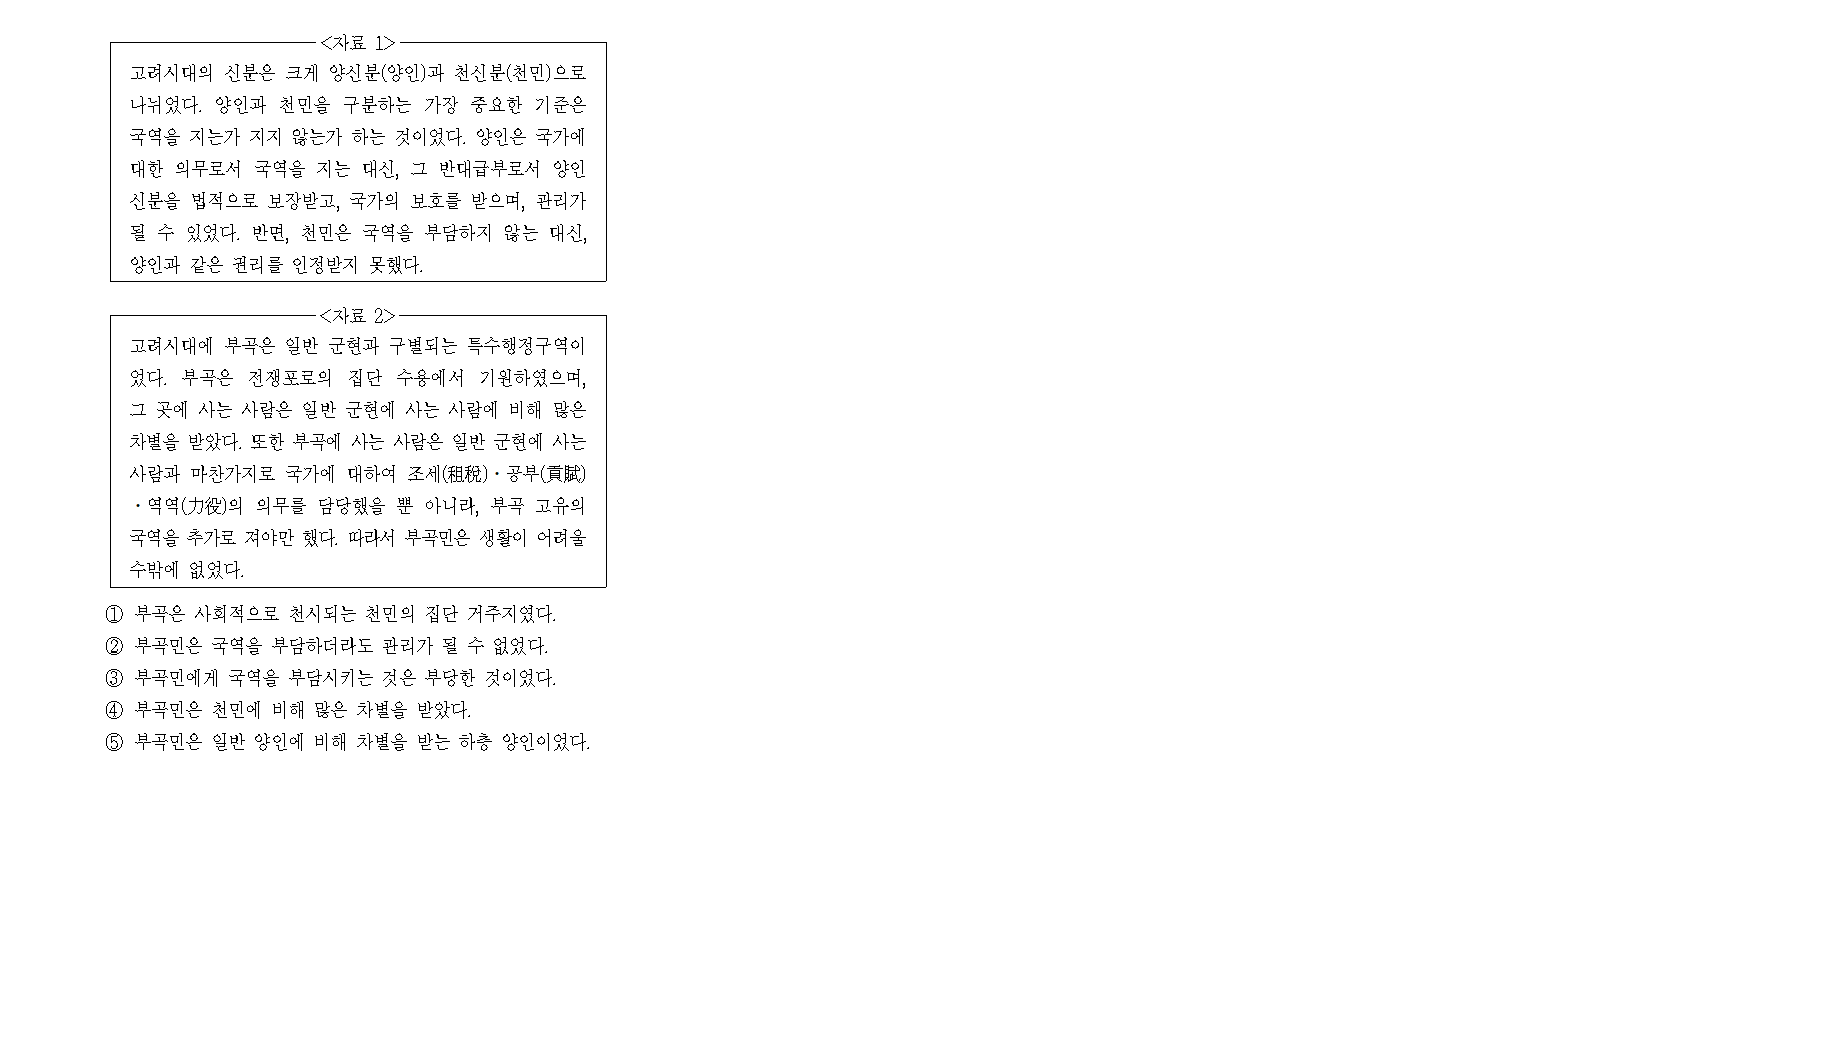 <자료 1>
고려시대의 신분은 크게 양신분(양인)과 천신분(천민)으로
나뉘었다. 양인과 천민을 구분하는 가장 중요한 기준은
국역을 지는가 지지 않는가 하는 것이었다. 양인은 국가에
대한 의무로서 국역을 지는 대신, 그 반대급부로서 양인
신분을 법적으로 보장받고, 국가의 보호를 받으며, 관리가
될 수 있었다. 반면, 천민은 국역을 부담하지 않는 대신,
양인과 같은 권리를 인정받지 못했다.
<자료 2>
고려시대에 부곡은 일반 군현과 구별되는 특수행정구역이
었다. 부곡은 전쟁포로의 집단 수용에서 기원하였으며,
그 곳에 사는 사람은 일반 군현에 사는 사람에 비해 많은
차별을 받았다. 또한 부곡에 사는 사람은 일반 군현에 사는
사람과 마찬가지로 국가에 대하여 조세(租稅)·공부(貢賦)
·역역(力役)의 의무를 담당했을 뿐 아니라, 부곡 고유의
국역을 추가로 져야만 했다. 따라서 부곡민은 생활이 어려울
수밖에 없었다.
① 부곡은 사회적으로 천시되는 천민의 집단 거주지였다.
② 부곡민은 국역을 부담하더라도 관리가 될 수 없었다.
③ 부곡민에게 국역을 부담시키는 것은 부당한 것이었다.
④ 부곡민은 천민에 비해 많은 차별을 받았다.
⑤ 부곡민은 일반 양인에 비해 차별을 받는 하층 양인이었다.